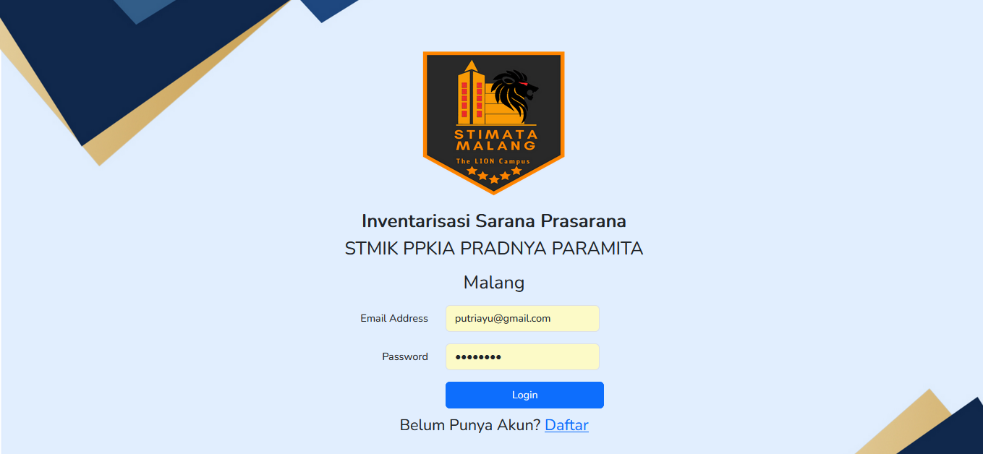 STIMATA
MALANG
The LION Campus
Inventarisasi Sarana Prasarana
STMIK PPKIA PRADNYA PARAMITA
Malang
Email Address putriayu@gmail.com
Password ••••••••
Login
Belum Punya Akun? Daftar